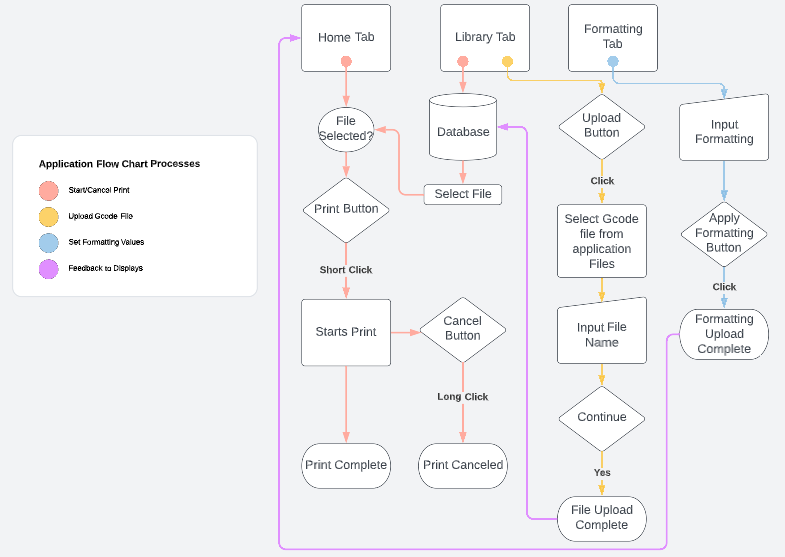 Home Tab
Library Tab
Formatting
Tab
File
Selected?
Database
Upload
Button
Input
Formatting
Application Flow Chart Processes
Start/Cancel Print
Upload Gcode File
Set Formatting Values
Feedback to Displays
Click
Select File
Print Button
Select Gcode
file from
application
Files
Apply
Formatting
Button
Short Click
Click
Starts Print
Cancel
Button
Input File
Name
Formatting
Upload
Complete
Long Click
Continue
Print Complete
Print Canceled
Yes
File Upload
Complete